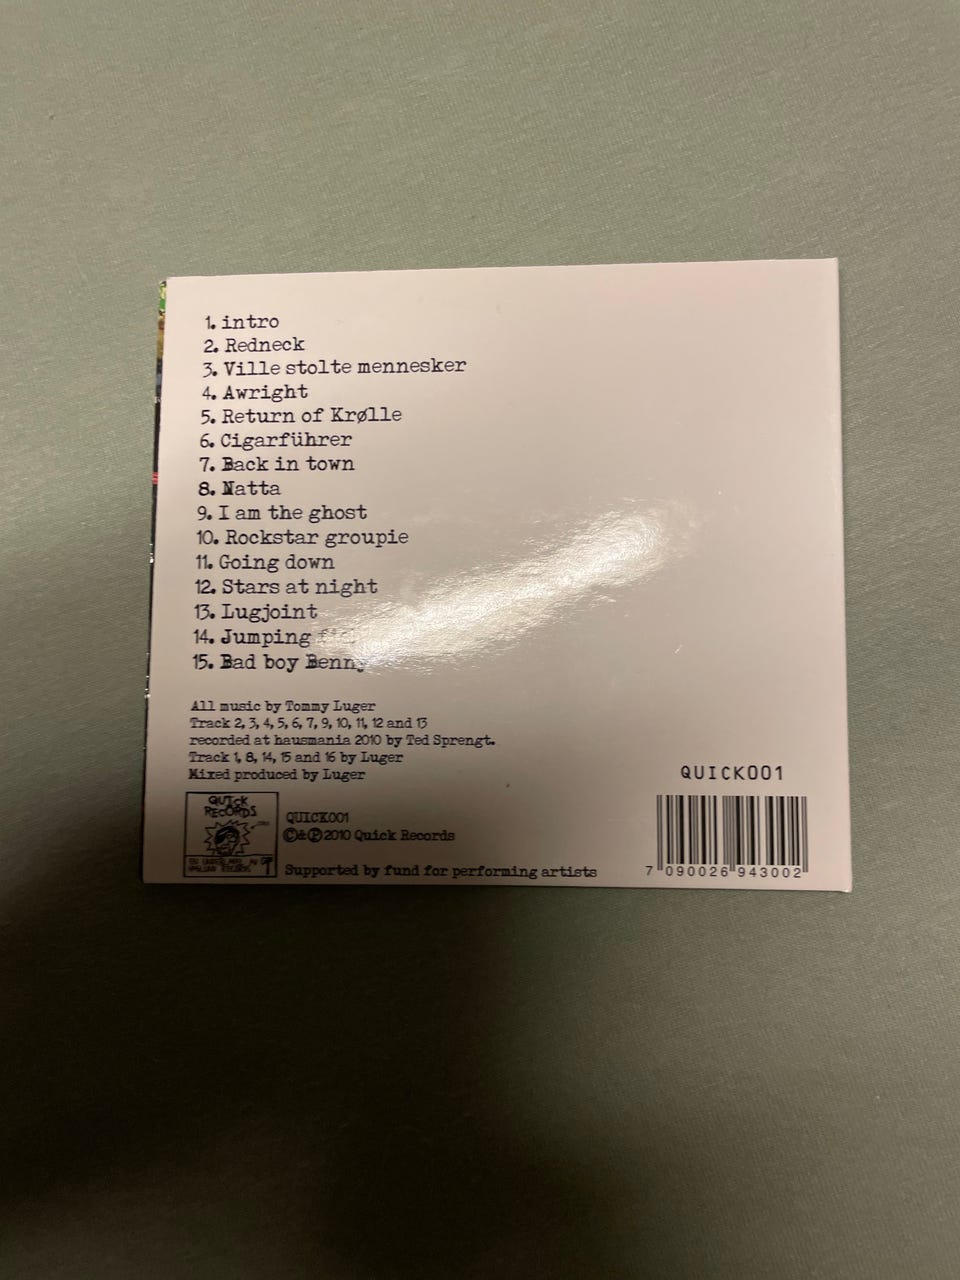 1. intro
2. Redneck
3. Ville stolte mennesker
4. Awright
5. Return of Krølle
6. Cigarführer
7. Back in town
8. Natta
9. I am the ghost
10. Rockstar groupie
11. Going down
12. Stars at night
13. Lugjoint
14. Jumping
15. Bad boy Benny
All music by Tommy Luger
Track 2, 3, 4, 5, 6, 7, 9, 10, 11, 12 and 13
recorded at hausmania 2010 by Ted Sprengt.
Track 1, 8, 14, 15 and 16 by Luger
Mixed produced by Luger
QUICK
RECORDS
QUICK001
©&℗2010 Quick Records
Supported by fund for performing artists
QUICK001
7 090026 943002